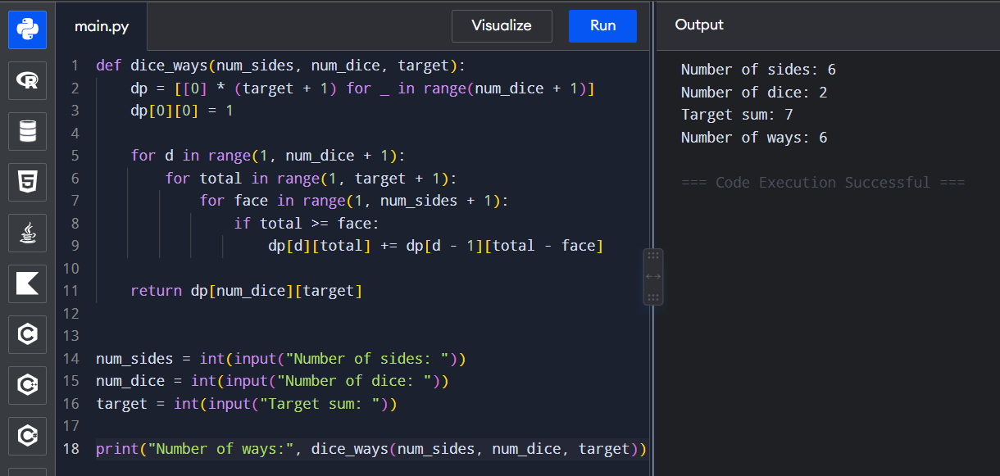 main.py
Visualize
Run
Output
1 def dice_ways(num_sides, num_dice, target):
2     dp = [[0] * (target + 1) for _ in range(num_dice + 1)]
3     dp[0][0] = 1
4
5     for d in range(1, num_dice + 1):
6         for total in range(1, target + 1):
7             for face in range(1, num_sides + 1):
8                 if total >= face:
9                     dp[d][total] += dp[d - 1][total - face]
10
11     return dp[num_dice][target]
12
13
14 num_sides = int(input("Number of sides: "))
15 num_dice = int(input("Number of dice: "))
16 target = int(input("Target sum: "))
17
18 print("Number of ways:", dice_ways(num_sides, num_dice, target))
Number of sides: 6
Number of dice: 2
Target sum: 7
Number of ways: 6
=== Code Execution Successful ===